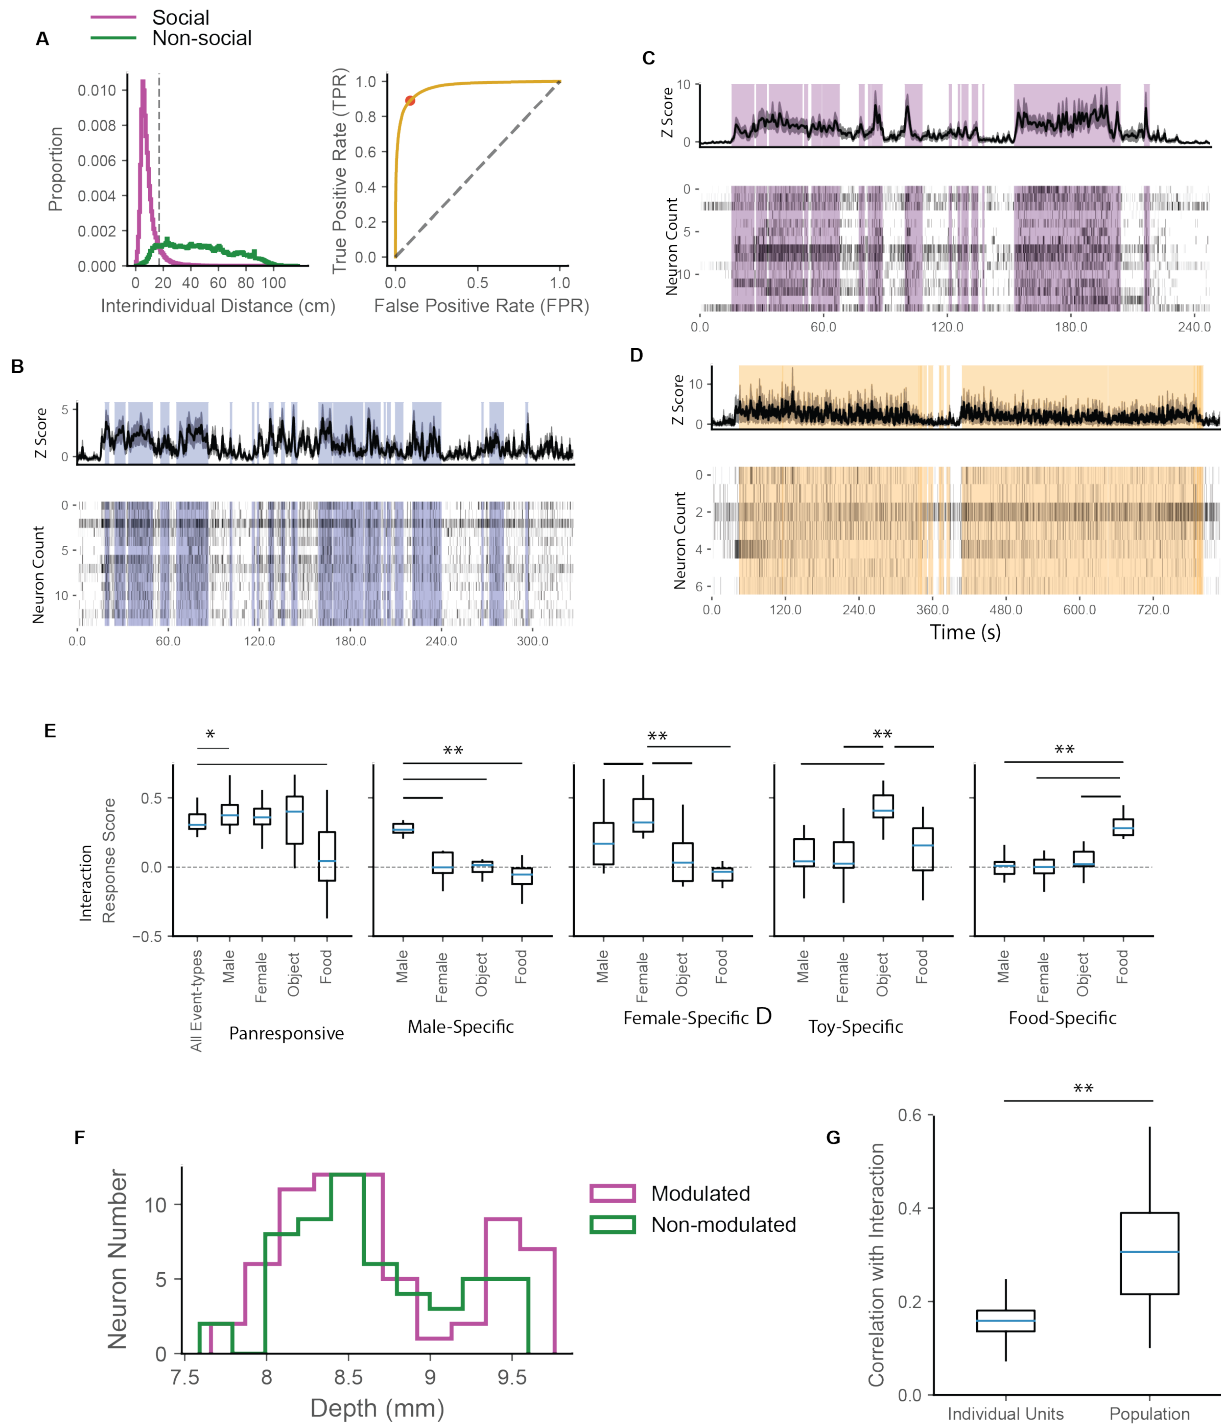 Social
Non-social
A
0.010
0.008
0.006
0.004
0.002
0.000
Proportion
0 20 40 60 80 100
Interindividual Distance (cm)
1.0
0.8
0.6
0.4
0.2
0.0
True Positive Rate (TPR)
0.0 0.5 1.0
False Positive Rate (FPR)
C
10
0
Z Score
0
5
10
Neuron Count
0.0 60.0 120.0 180.0 240.0
B
5
0
Z Score
0
5
10
Neuron Count
0.0 60.0 120.0 180.0 240.0 300.0
D
10
0
Z Score
0
2
4
6
Neuron Count
0.0 120.0 240.0 360.0 480.0 600.0 720.0
Time (s)
E
* ** ** ** **
0.5
0.0
−0.5
Interaction
Response Score
All Event-types Male Female Object Food
Panresponsive
Male Female Object Food
Male-Specific
Male Female Object Food
Female-Specific D
Male Female Object Food
Toy-Specific
Male Female Object Food
Food-Specific
F
10
5
0
Neuron Number
7.5 8 8.5 9 9.5
Depth (mm)
Modulated
Non-modulated
G
**
0.6
0.4
0.2
0.0
Correlation with Interaction
Individual Units Population